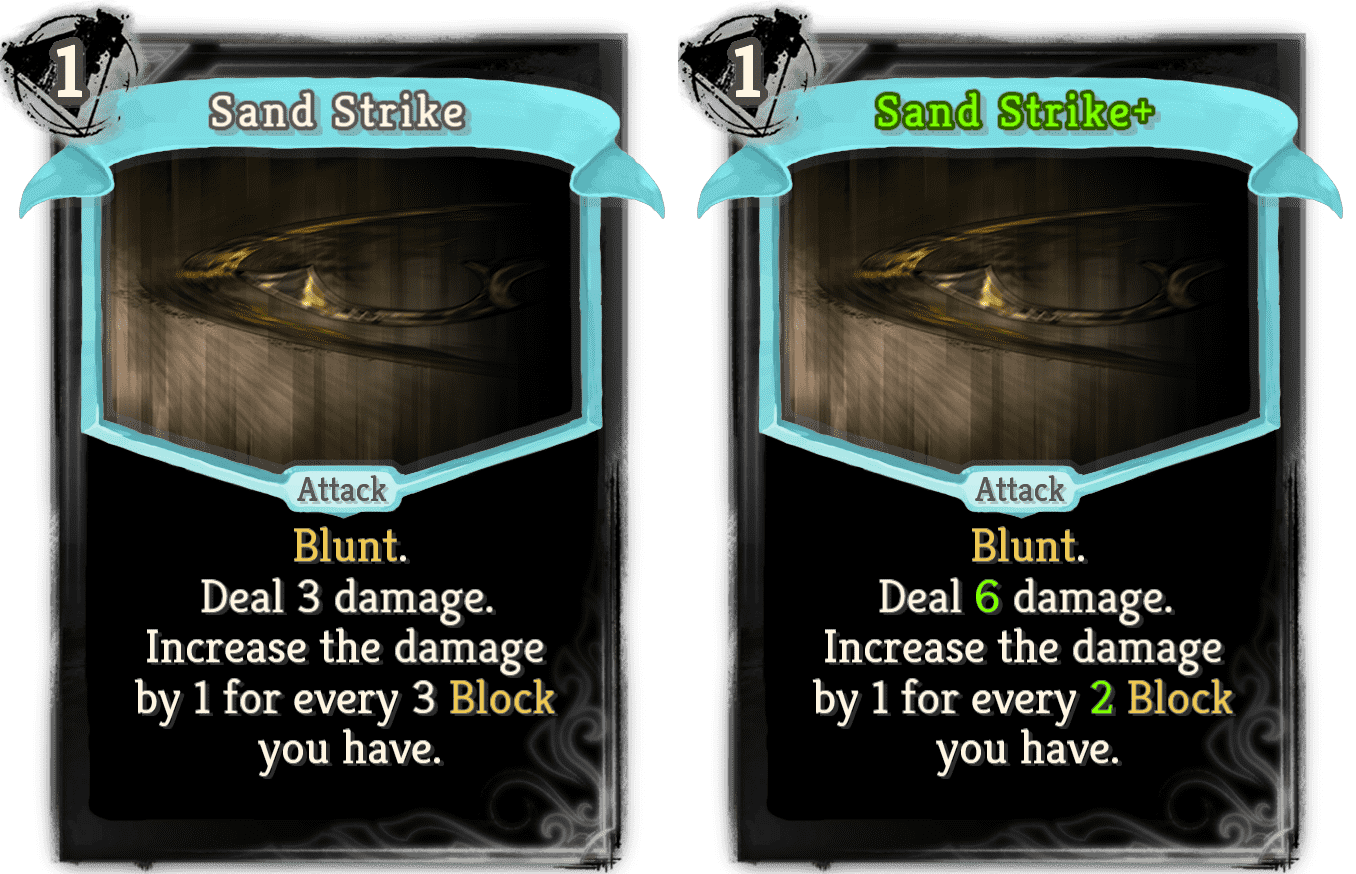 1
Sand Strike
Attack
Blunt.
Deal 3 damage.
Increase the damage
by 1 for every 3 Block
you have.
1
Sand Strike+
Attack
Blunt.
Deal 6 damage.
Increase the damage
by 1 for every 2 Block
you have.